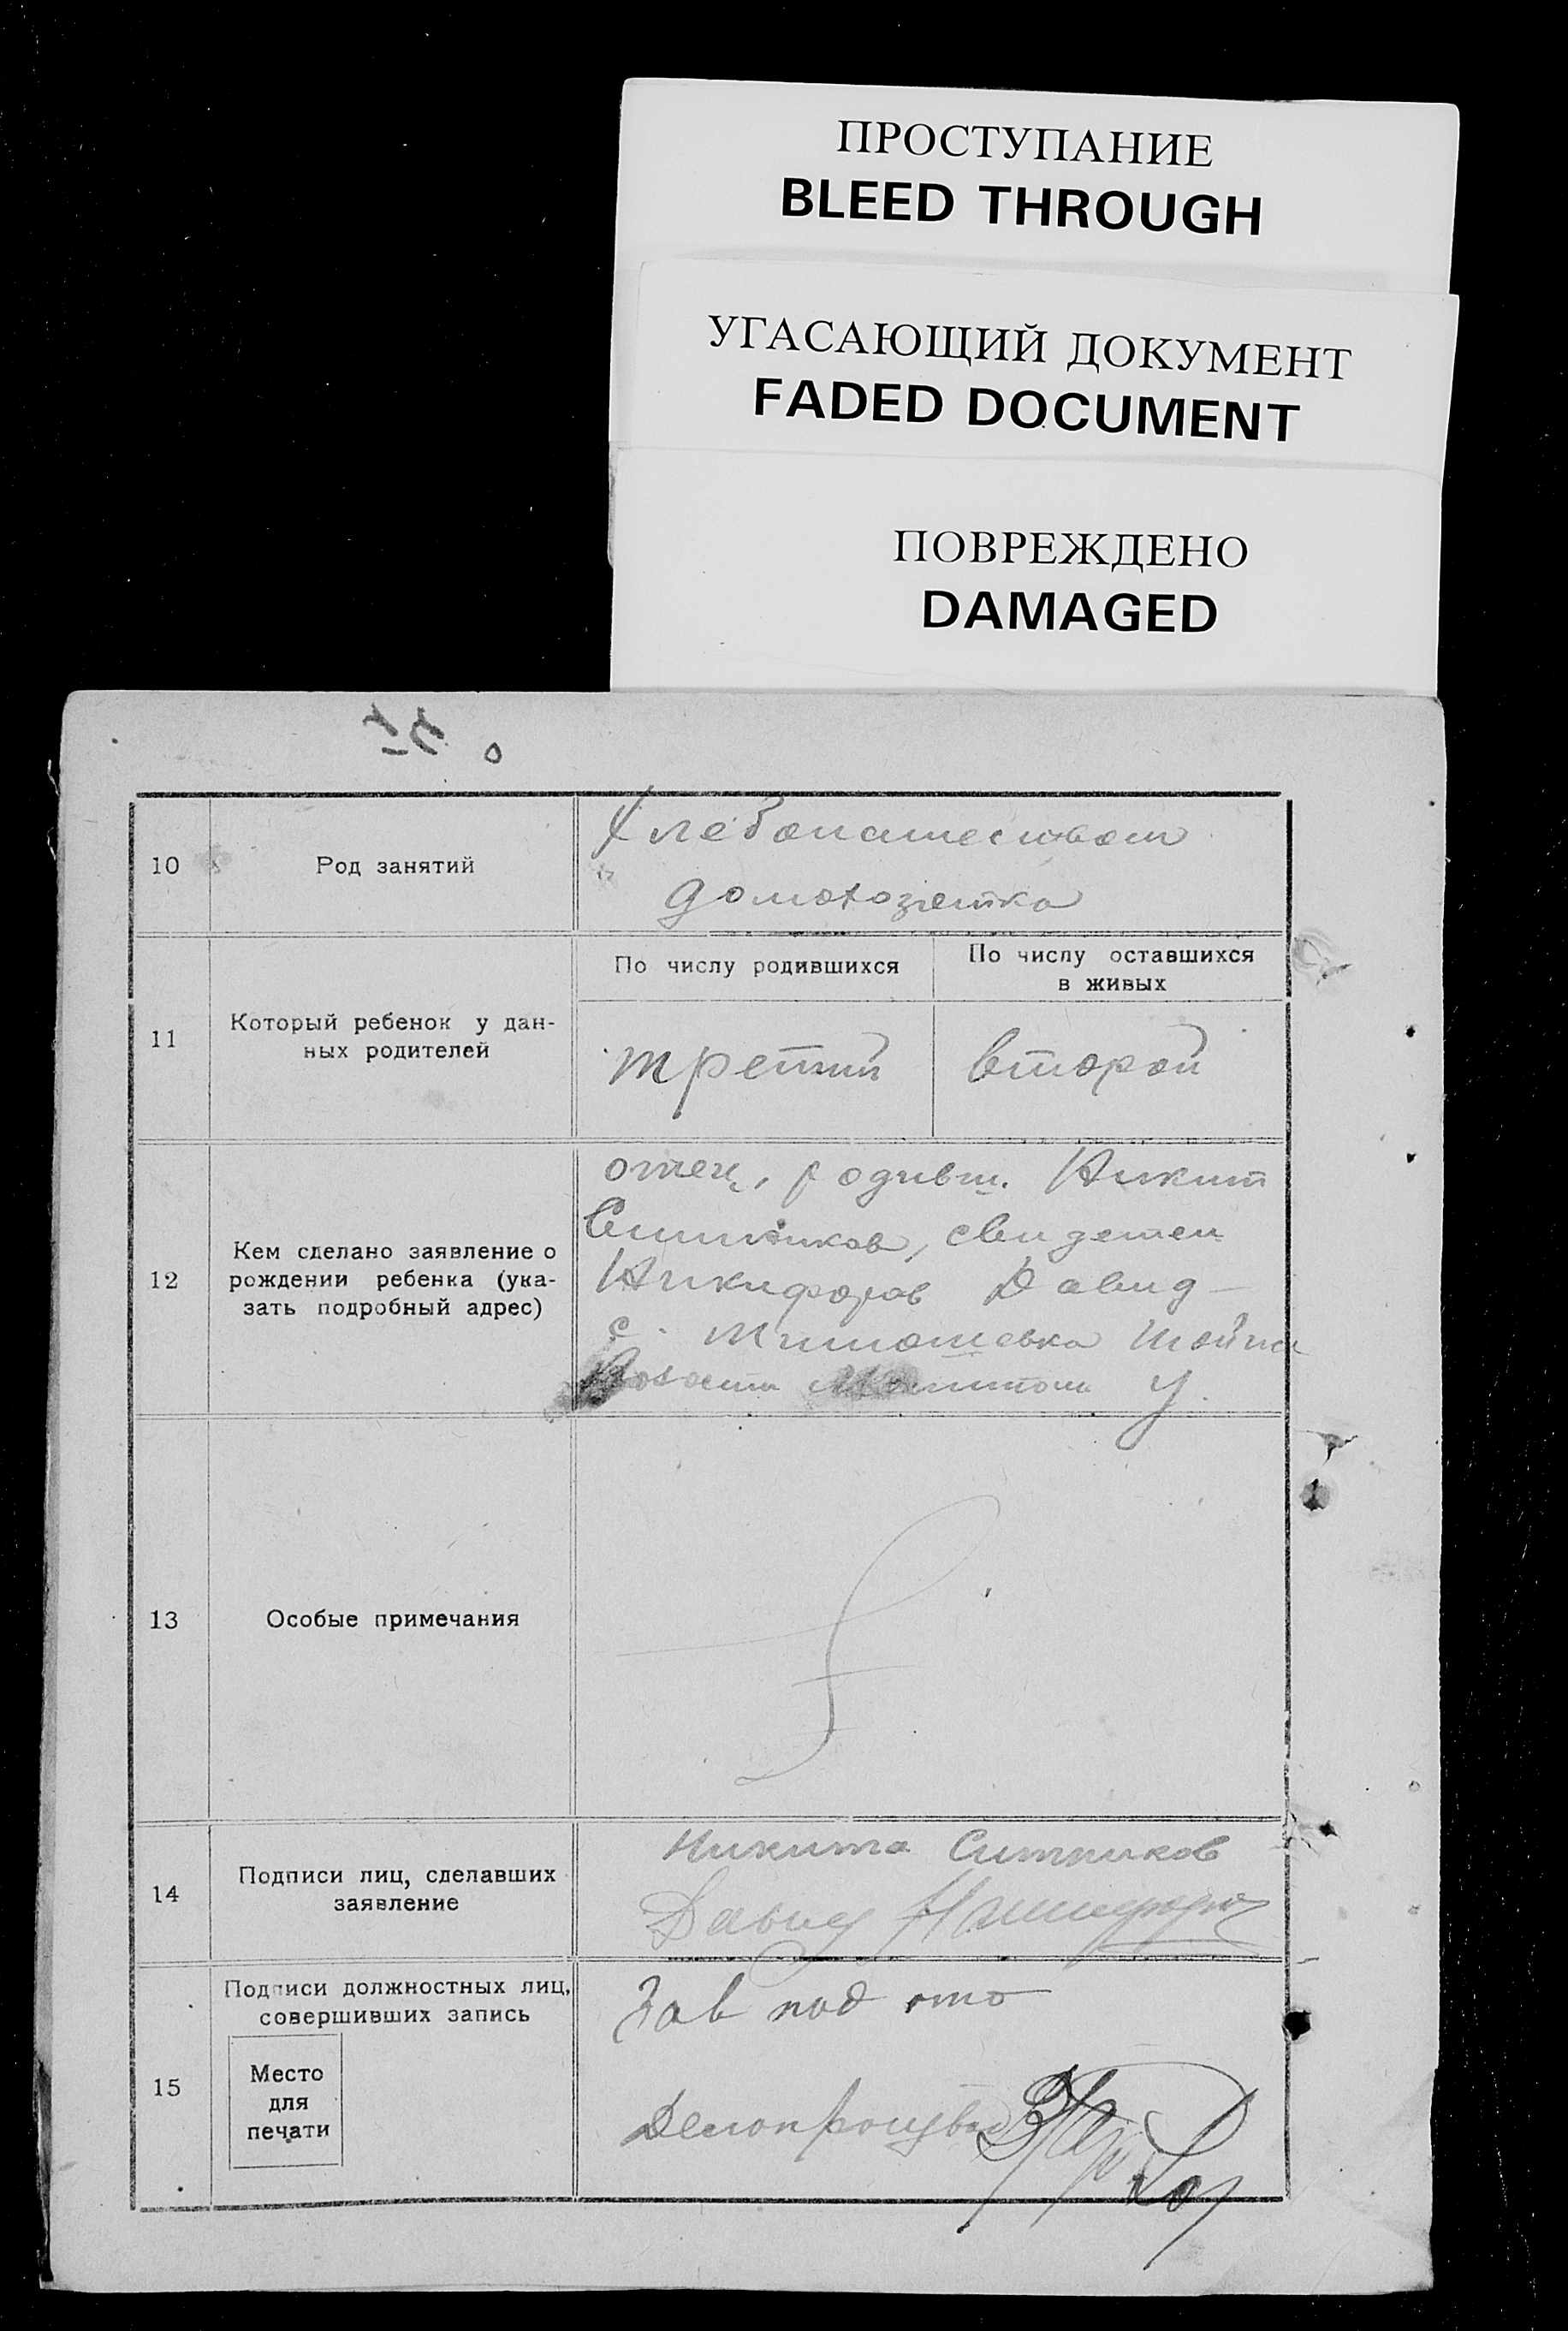 ПРОСТУПАНИЕ
BLEED THROUGH
УГАСАЮЩИЙ ДОКУМЕНТ
FADED DOCUMENT
ПОВРЕЖДЕНО
DAMAGED
10
Род занятий
Хлебопашеством
домохозяйка
11
Который ребенок у дан-
ных родителей
По числу родившихся
По числу оставшихся
в живых
третий
второй
12
Кем сделано заявление о
рождении ребенка (ука-
зать подробный адрес)
отец, родивш. Никит
Ситников, свидетел
Никифоров Давид
с. Тимошевка
у.
13
Особые примечания
14
Подписи лиц, сделавших
заявление
Никита Ситников
Давид
15
Подписи должностных лиц,
совершивших запись
Место
для
печати
Зав под отд
Делопроизв